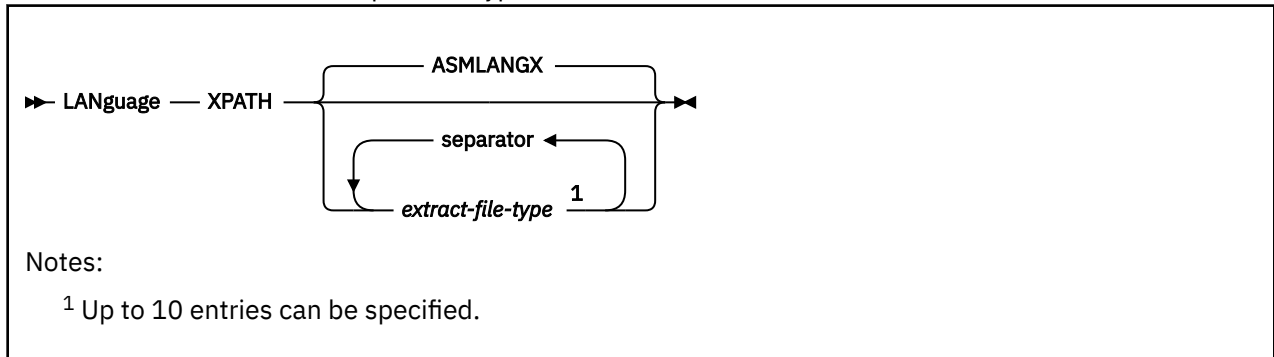 ASMLANGX
LANguage XPATH
separator
extract-file-type 1
Notes:
1 Up to 10 entries can be specified.